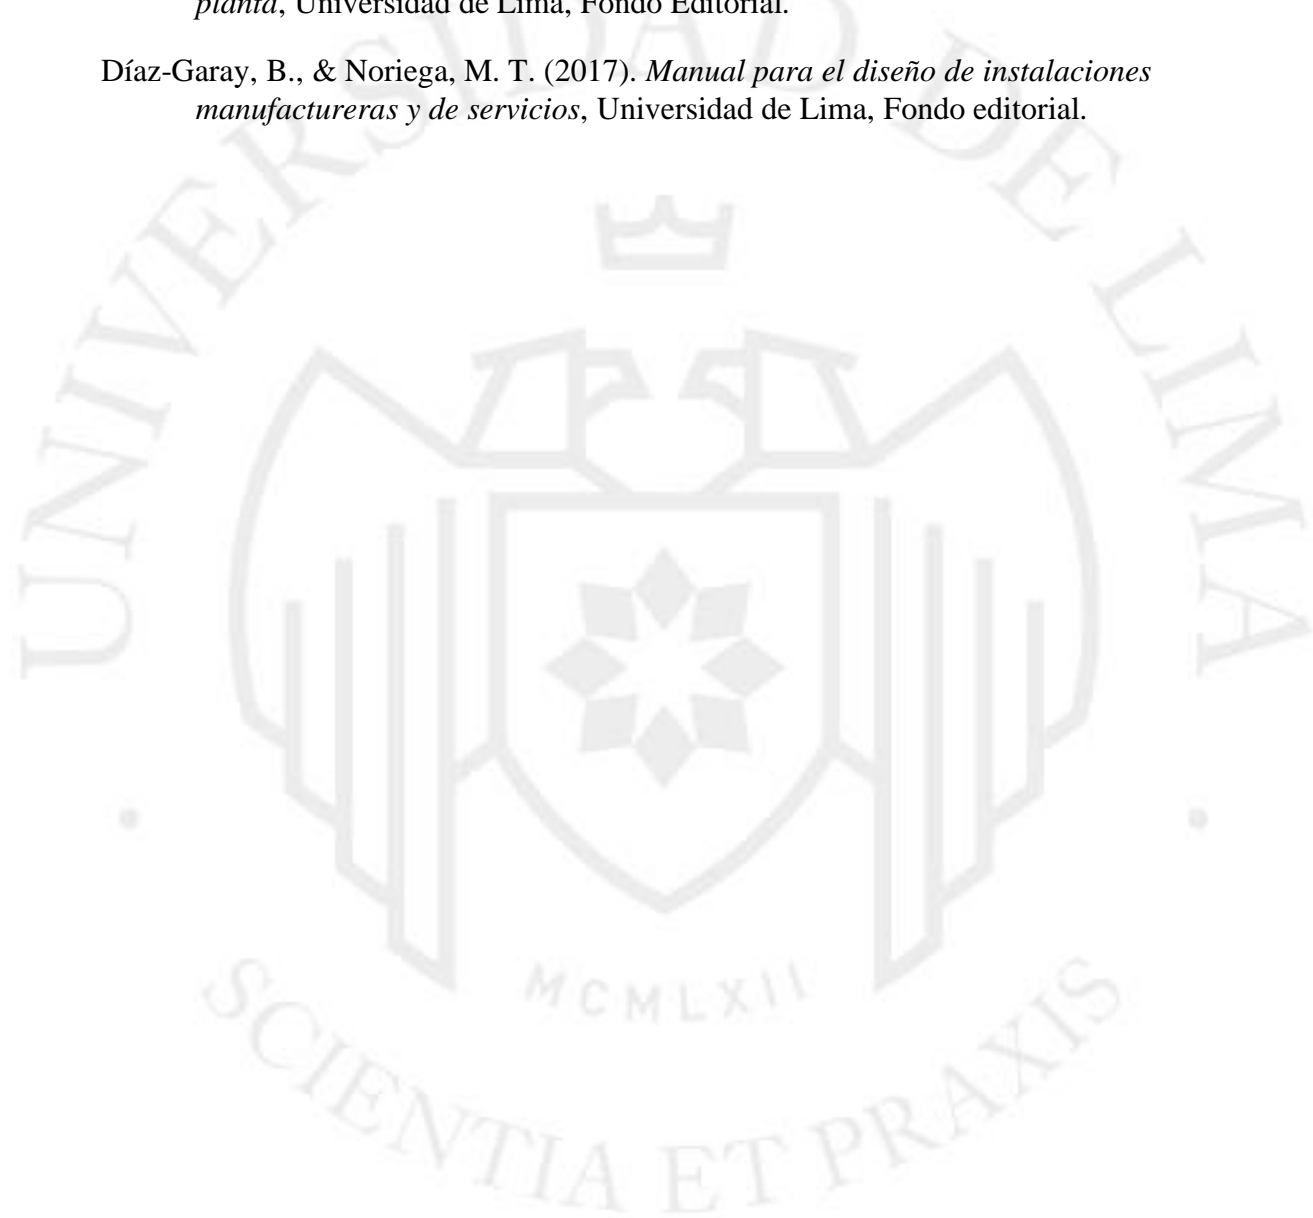 planta, Universidad de Lima, Fondo Editorial.
Díaz-Garay, B., & Noriega, M. T. (2017). Manual para el diseño de instalaciones
manufactureras y de servicios, Universidad de Lima, Fondo editorial.
UNIVERSIDAD DE LIMA
MCMLXII
SCIENTIA ET PRAXIS